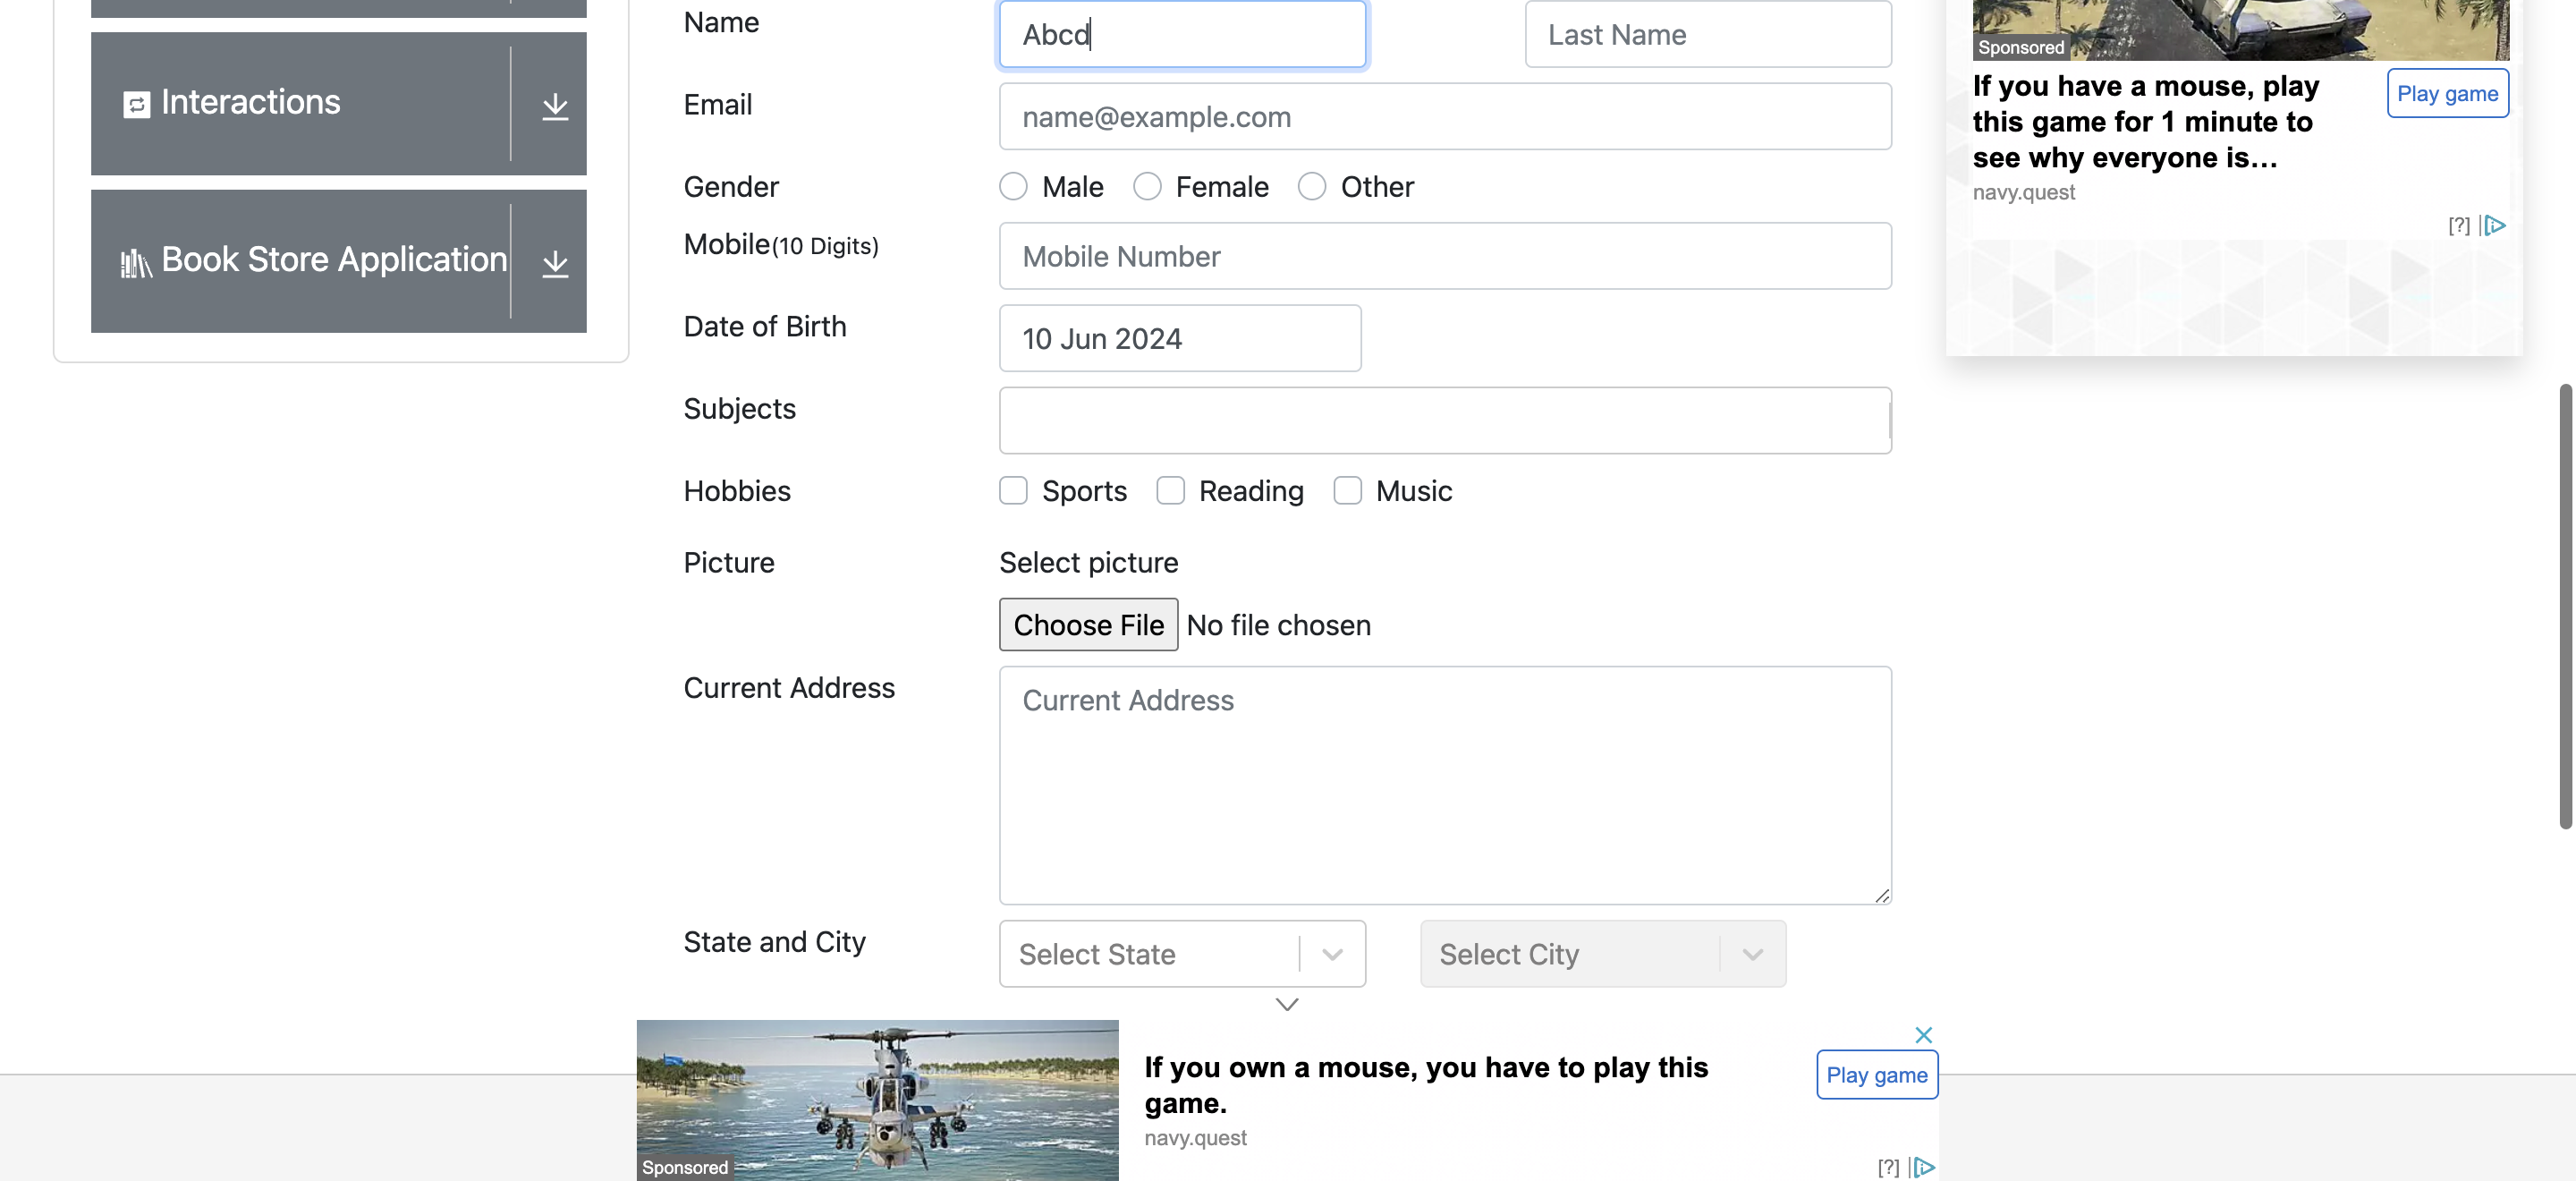 Interactions
Book Store Application
Name
Abcd
Last Name
Email
name@example.com
Gender
Male
Female
Other
Mobile(10 Digits)
Mobile Number
Date of Birth
10 Jun 2024
Subjects
Hobbies
Sports
Reading
Music
Picture
Select picture
Choose File No file chosen
Current Address
Current Address
State and City
Select State
Select City
Sponsored
If you have a mouse, play
this game for 1 minute to
see why everyone is...
navy.quest
Play game
[?]
Sponsored
If you own a mouse, you have to play this
game.
navy.quest
Play game
[?]